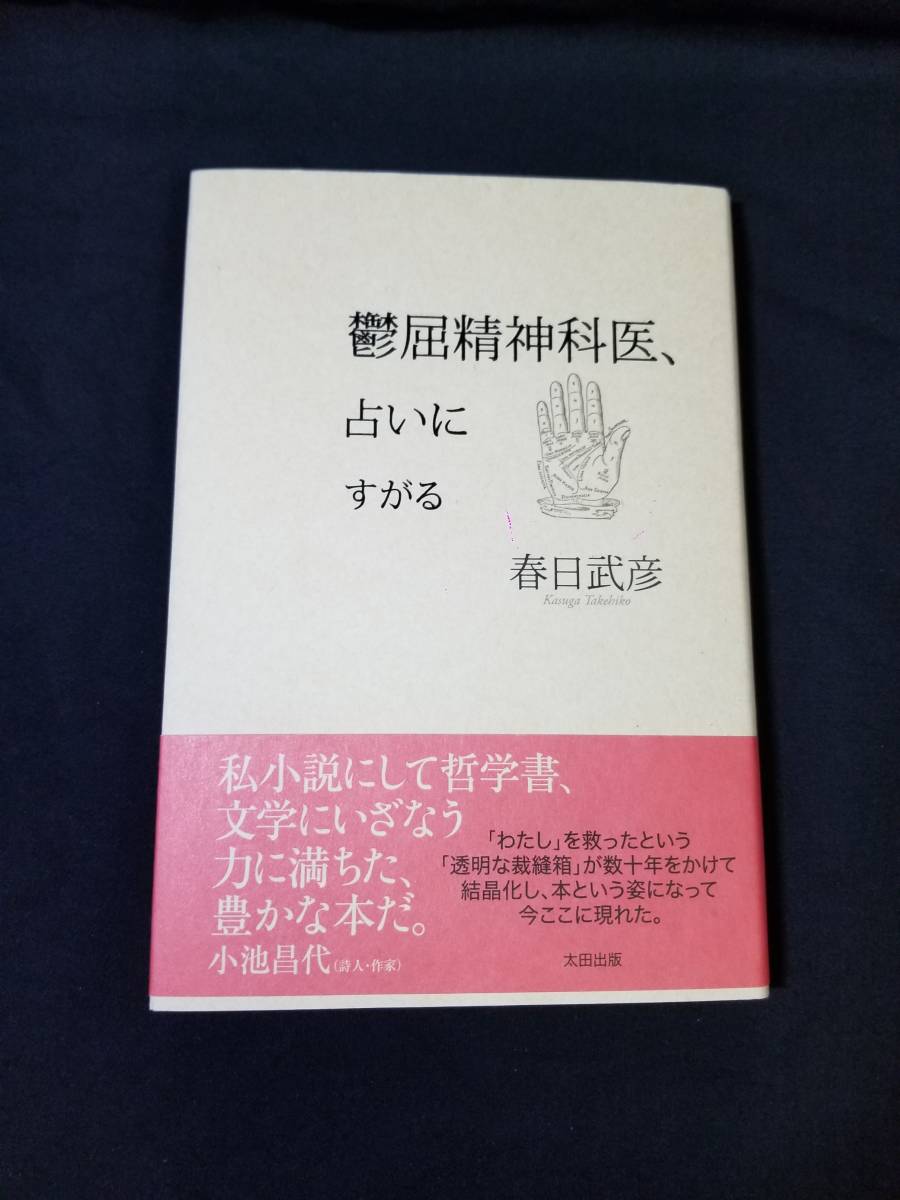 鬱屈精神科医、
占いに
すがる
春日武彦
Kasuga Takehiko
私小説にして哲学書、
文学にいざなう
力に満ちた、
豊かな本だ。
小池昌代(詩人・作家)
「わたし」を救ったという
「透明な裁縫箱」が数十年をかけて
結晶化し、本という姿になって
今ここに現れた。
太田出版